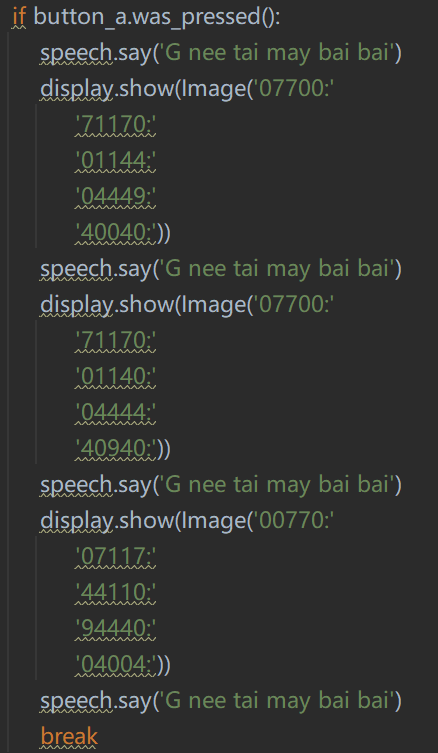 if button_a.was_pressed():
    speech.say('G nee tai may bai bai')
    display.show(Image('07700:'
        '71170:'
        '01144:'
        '04449:'
        '40040:'))
    speech.say('G nee tai may bai bai')
    display.show(Image('07700:'
        '71170:'
        '01140:'
        '04444:'
        '40940:'))
    speech.say('G nee tai may bai bai')
    display.show(Image('00770:'
        '07117:'
        '44110:'
        '94440:'
        '04004:'))
    speech.say('G nee tai may bai bai')
    break